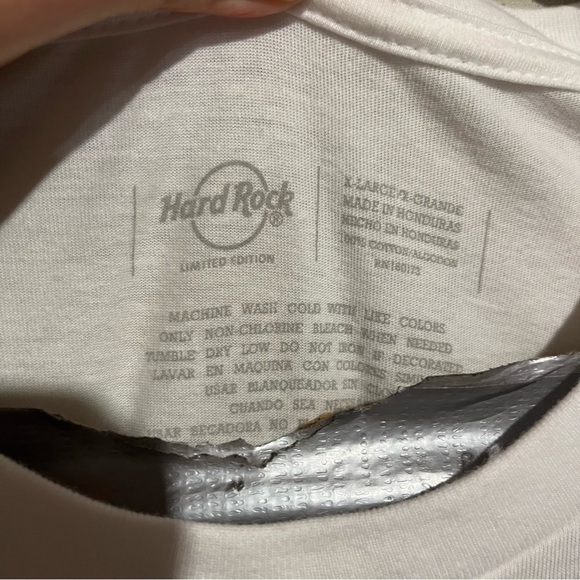 Hard Rock®
LIMITED EDITION
X-LARGE/X-GRANDE
MADE IN HONDURAS
HECHO EN HONDURAS
100% COTTON-ALGODON
RN160173
MACHINE WASH COLD WITH LIKE COLORS
ONLY NON-CHLORINE BLEACH WHEN NEEDED
TUMBLE DRY LOW DO NOT IRON IF DECORATED
LAVAR EN MAQUINA CON COLORES
USAR BLANQUEADOR SIN
CUANDO SEA
USAR SECADORA NO